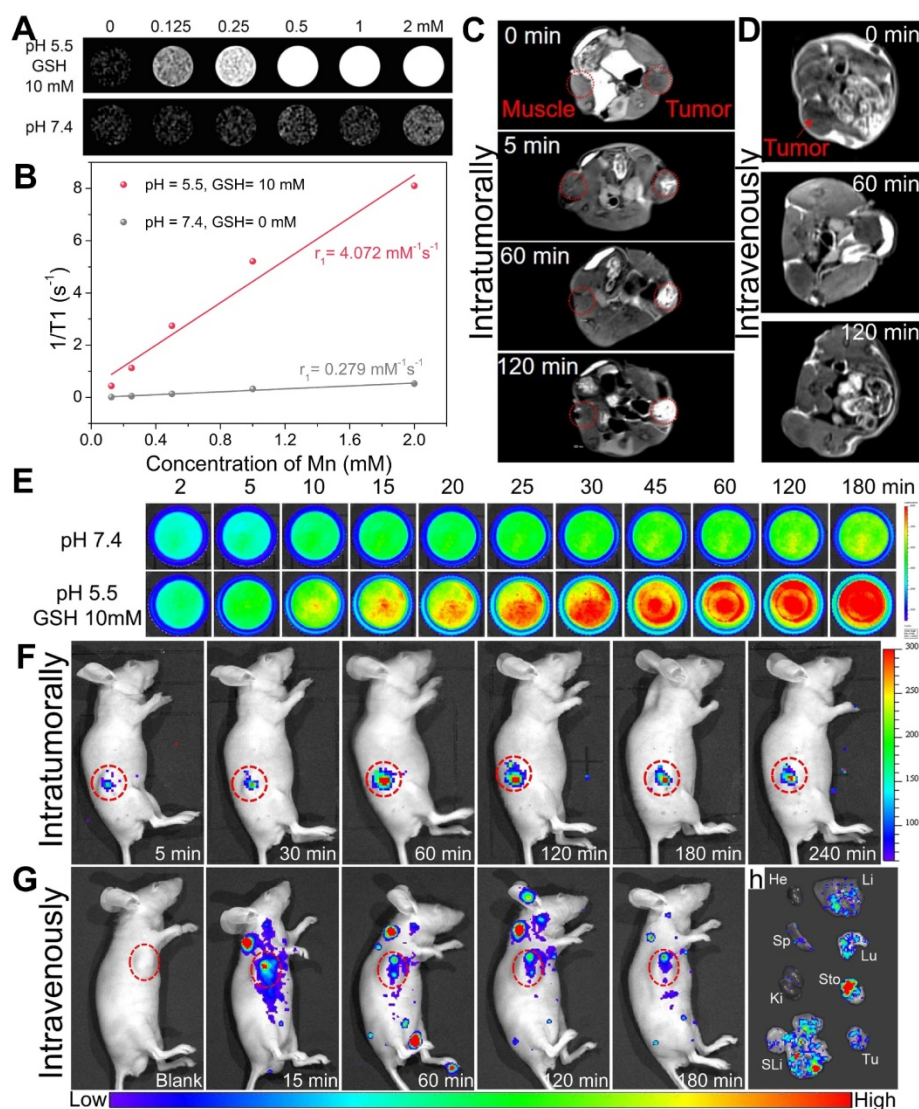 A
0 0.125 0.25 0.5 1 2 mM
pH 5.5
GSH
10 mM
pH 7.4
B
pH = 5.5, GSH= 10 mM
pH = 7.4, GSH= 0 mM
r₁= 4.072 mM⁻¹s⁻¹
r₁= 0.279 mM⁻¹s⁻¹
1/T1 (s⁻¹)
8
6
4
2
0
0.0 0.4 0.8 1.2 1.6 2.0
Concentration of Mn (mM)
C
Intratumorally
0 min
Muscle Tumor
5 min
60 min
120 min
D
Intravenously
0 min
Tumor
60 min
120 min
E
2 5 10 15 20 25 30 45 60 120 180 min
pH 7.4
pH 5.5
GSH 10mM
F
Intratumorally
5 min 30 min 60 min 120 min 180 min 240 min
300
250
200
150
100
G
Intravenously
Blank 15 min 60 min 120 min 180 min
h
He Li
Sp Lu
Ki Sto
SLi Tu
Low High